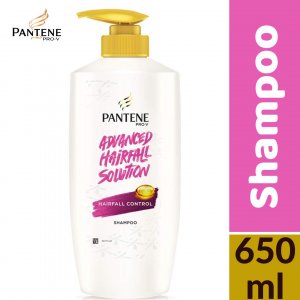 PANTENE
PRO-V
PANTENE
PRO-V
ADVANCED
HAIRFALL
SOLUTION
HAIRFALL CONTROL
SHAMPOO
Shampoo
650
ml